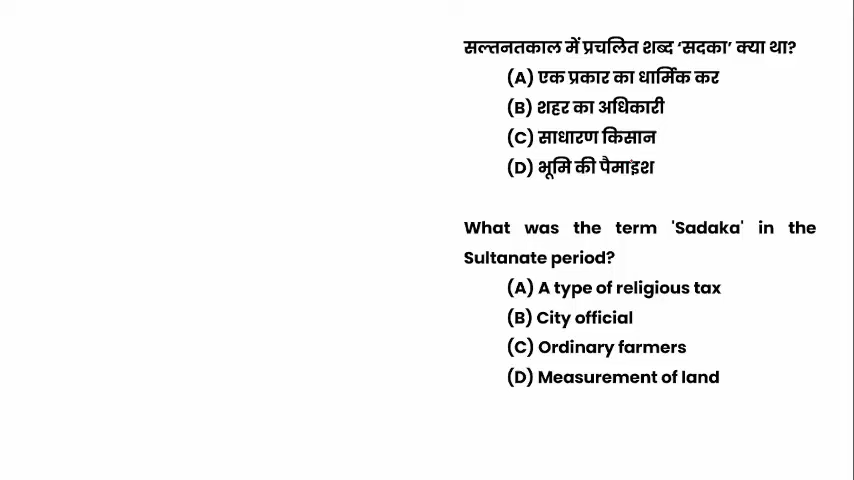 सल्तनतकाल में प्रचलित शब्द ‘सदका’ क्या था?
(A) एक प्रकार का धार्मिक कर
(B) शहर का अधिकारी
(C) साधारण किसान
(D) भूमि की पैमाइश
What was the term 'Sadaka' in the
Sultanate period?
(A) A type of religious tax
(B) City official
(C) Ordinary farmers
(D) Measurement of land